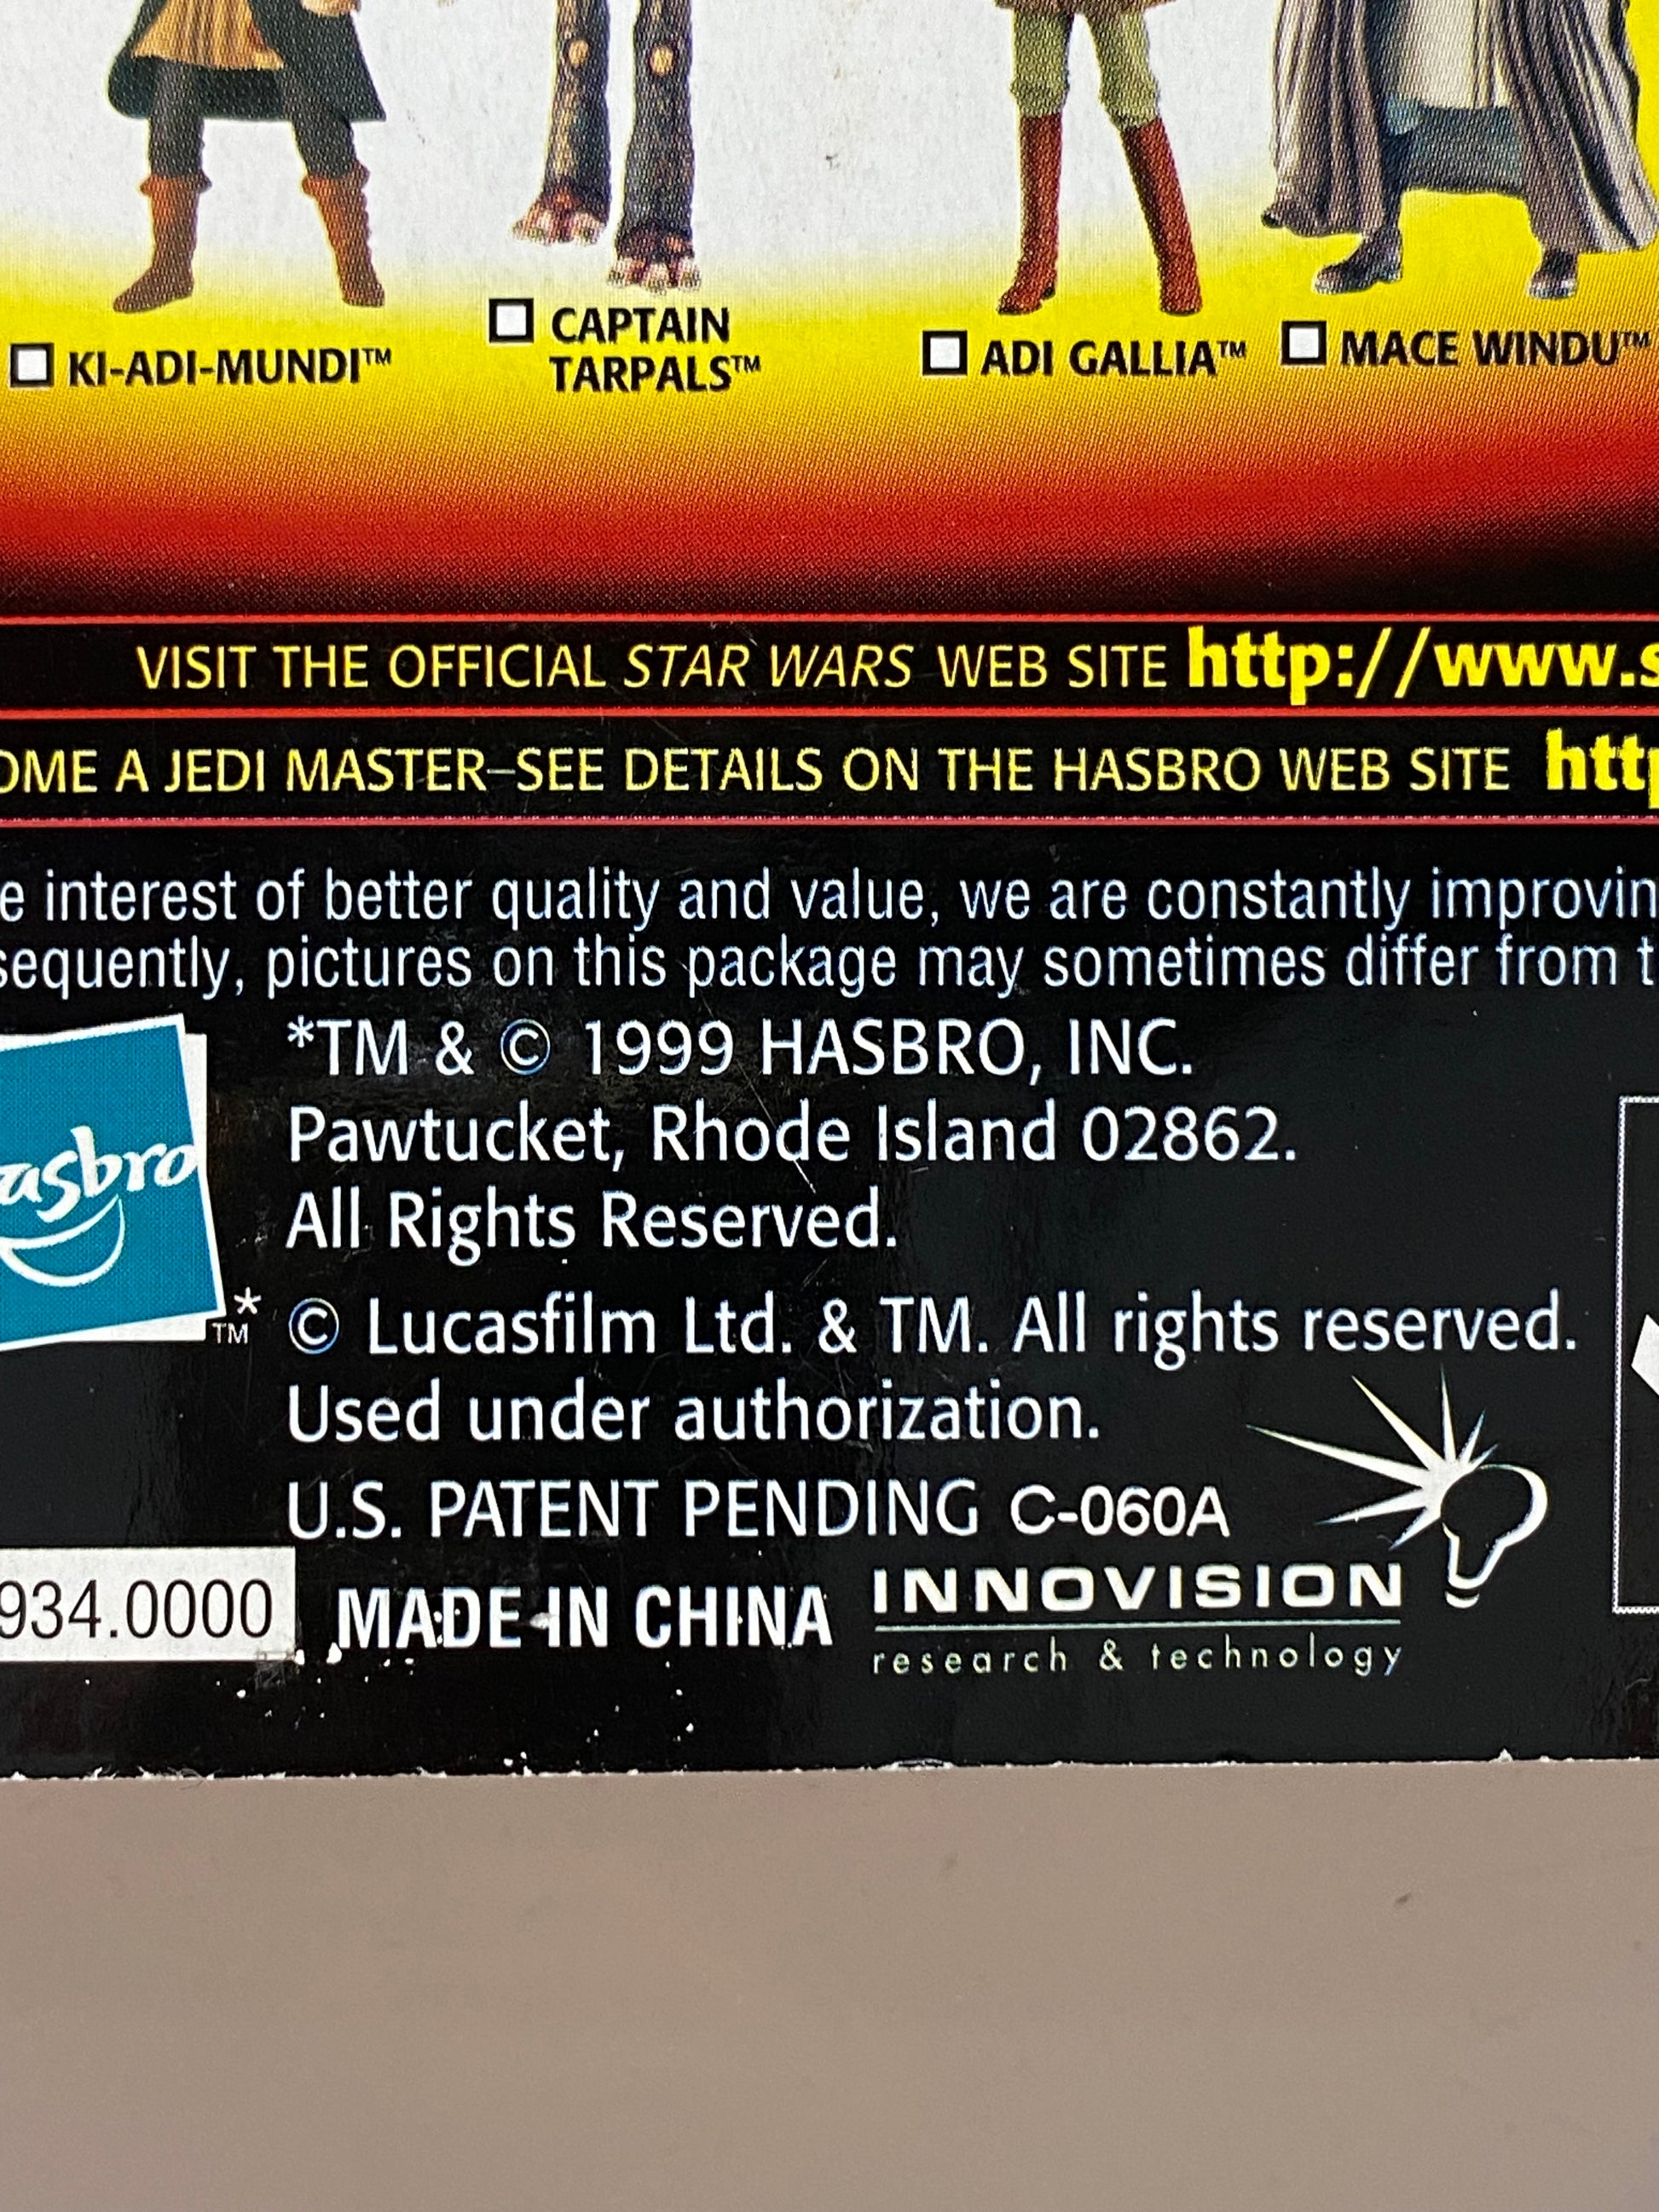 KI-ADI-MUNDI™
CAPTAIN
TARPALS™
ADI GALLIA™
MACE WINDU™
VISIT THE OFFICIAL STAR WARS WEB SITE http://www.s
OME A JEDI MASTER–SEE DETAILS ON THE HASBRO WEB SITE http
e interest of better quality and value, we are constantly improvin
sequently, pictures on this package may sometimes differ from t
asbro
TM*
*TM & © 1999 HASBRO, INC.
Pawtucket, Rhode Island 02862.
All Rights Reserved.
© Lucasfilm Ltd. & TM. All rights reserved.
Used under authorization.
U.S. PATENT PENDING C-060A
934.0000
MADE IN CHINA
INNOVISION
research & technology